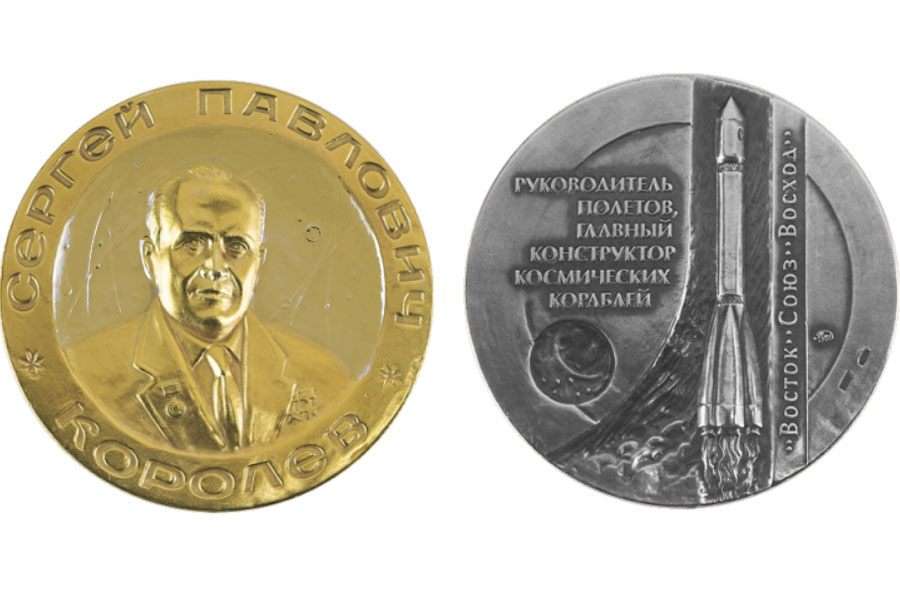 Сергей Павлович
Королев
Руководитель
полетов,
главный
конструктор
космических
кораблей
"Восток" "Союз" "Восход"